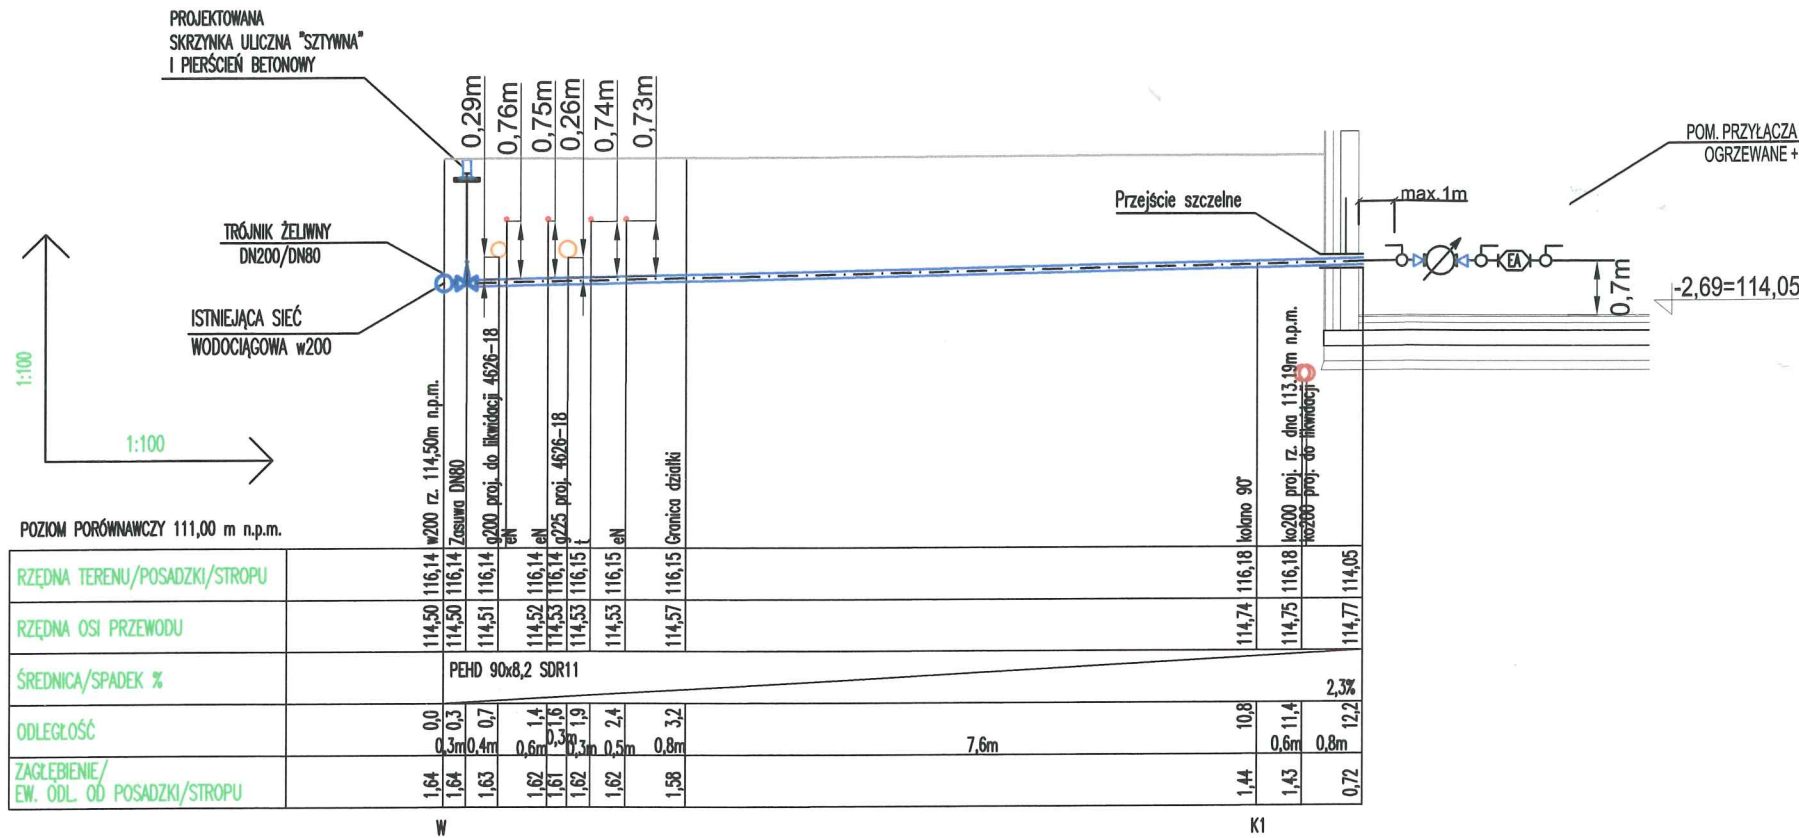 PROJEKTOWANA
SKRZYNKA ULICZNA "SZTYWNA"
I PIERŚCIEŃ BETONOWY
0,29m
0,76m
0,75m
0,26m
0,74m
0,73m
POM. PRZYŁĄCZA
OGRZEWANE +
max.1m
Przejście szczelne
TRÓJNIK ŻELIWNY
DN200/DN80
EA
0,7m
-2,69=114,05
ISTNIEJĄCA SIEĆ
WODOCIĄGOWA w200
1:100
1:100
w200 rz. 114,50m n.p.m.
Zasuwa DN80
g200 proj. do likwidacji 4626-18
eN
eN
g225 proj. 4626-18
t
eN
Granica działki
kolano 90°
ko200 proj. rz. dna 113,19m n.p.m.
ko200 proj. do likwidacji
POZIOM PORÓWNAWCZY 111,00 m n.p.m.
RZĘDNA TERENU/POSADZKI/STROPU
116,14 116,14 116,14 116,14 116,14 116,15 116,15 116,15 116,18 116,18 114,05
RZĘDNA OSI PRZEWODU
114,50 114,50 114,51 114,52 114,53 114,53 114,53 114,57 114,74 114,75 114,77
ŚREDNICA/SPADEK %
PEHD 90x8,2 SDR11
2,3%
ODLEGŁOŚĆ
0,0 0,3 0,7 1,4 1,6 1,9 2,4 3,2 10,8 11,4 12,2
0,3m 0,4m 0,6m 0,3m 0,3m 0,5m 0,8m 7,6m 0,6m 0,8m
ZAGŁĘBIENIE/
EW. ODL. OD POSADZKI/STROPU
1,64 1,64 1,63 1,62 1,61 1,62 1,62 1,58 1,44 1,43 0,72
W
K1